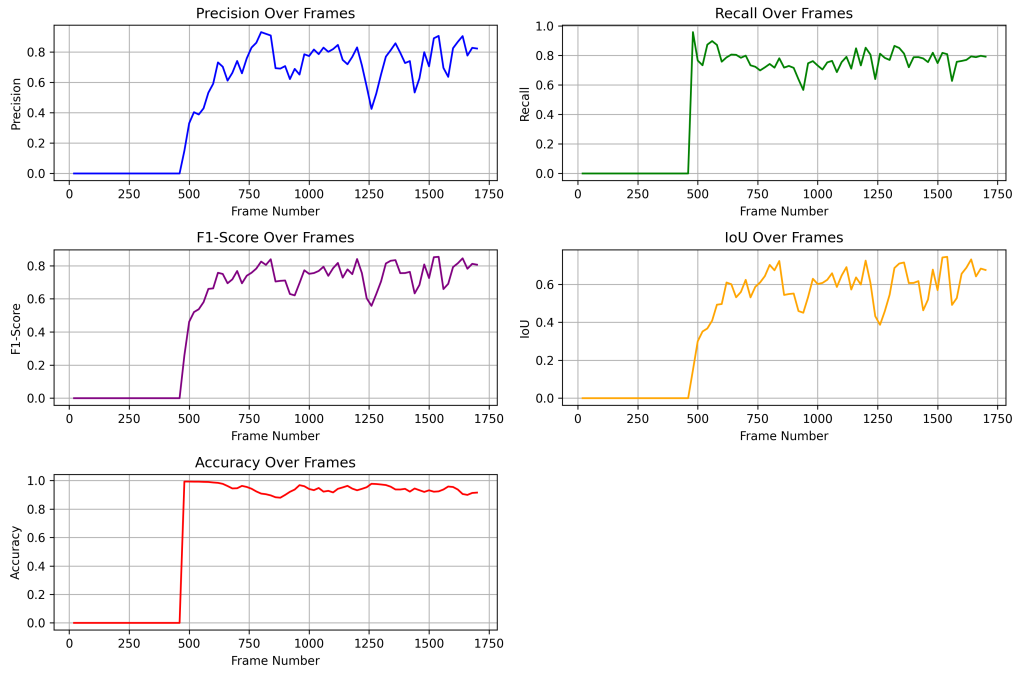 Precision Over Frames
Precision
0.8
0.6
0.4
0.2
0.0
0 250 500 750 1000 1250 1500 1750
Frame Number
Recall Over Frames
Recall
1.0
0.8
0.6
0.4
0.2
0.0
0 250 500 750 1000 1250 1500 1750
Frame Number
F1-Score Over Frames
F1-Score
0.8
0.6
0.4
0.2
0.0
0 250 500 750 1000 1250 1500 1750
Frame Number
IoU Over Frames
IoU
0.6
0.4
0.2
0.0
0 250 500 750 1000 1250 1500 1750
Frame Number
Accuracy Over Frames
Accuracy
1.0
0.8
0.6
0.4
0.2
0.0
0 250 500 750 1000 1250 1500 1750
Frame Number